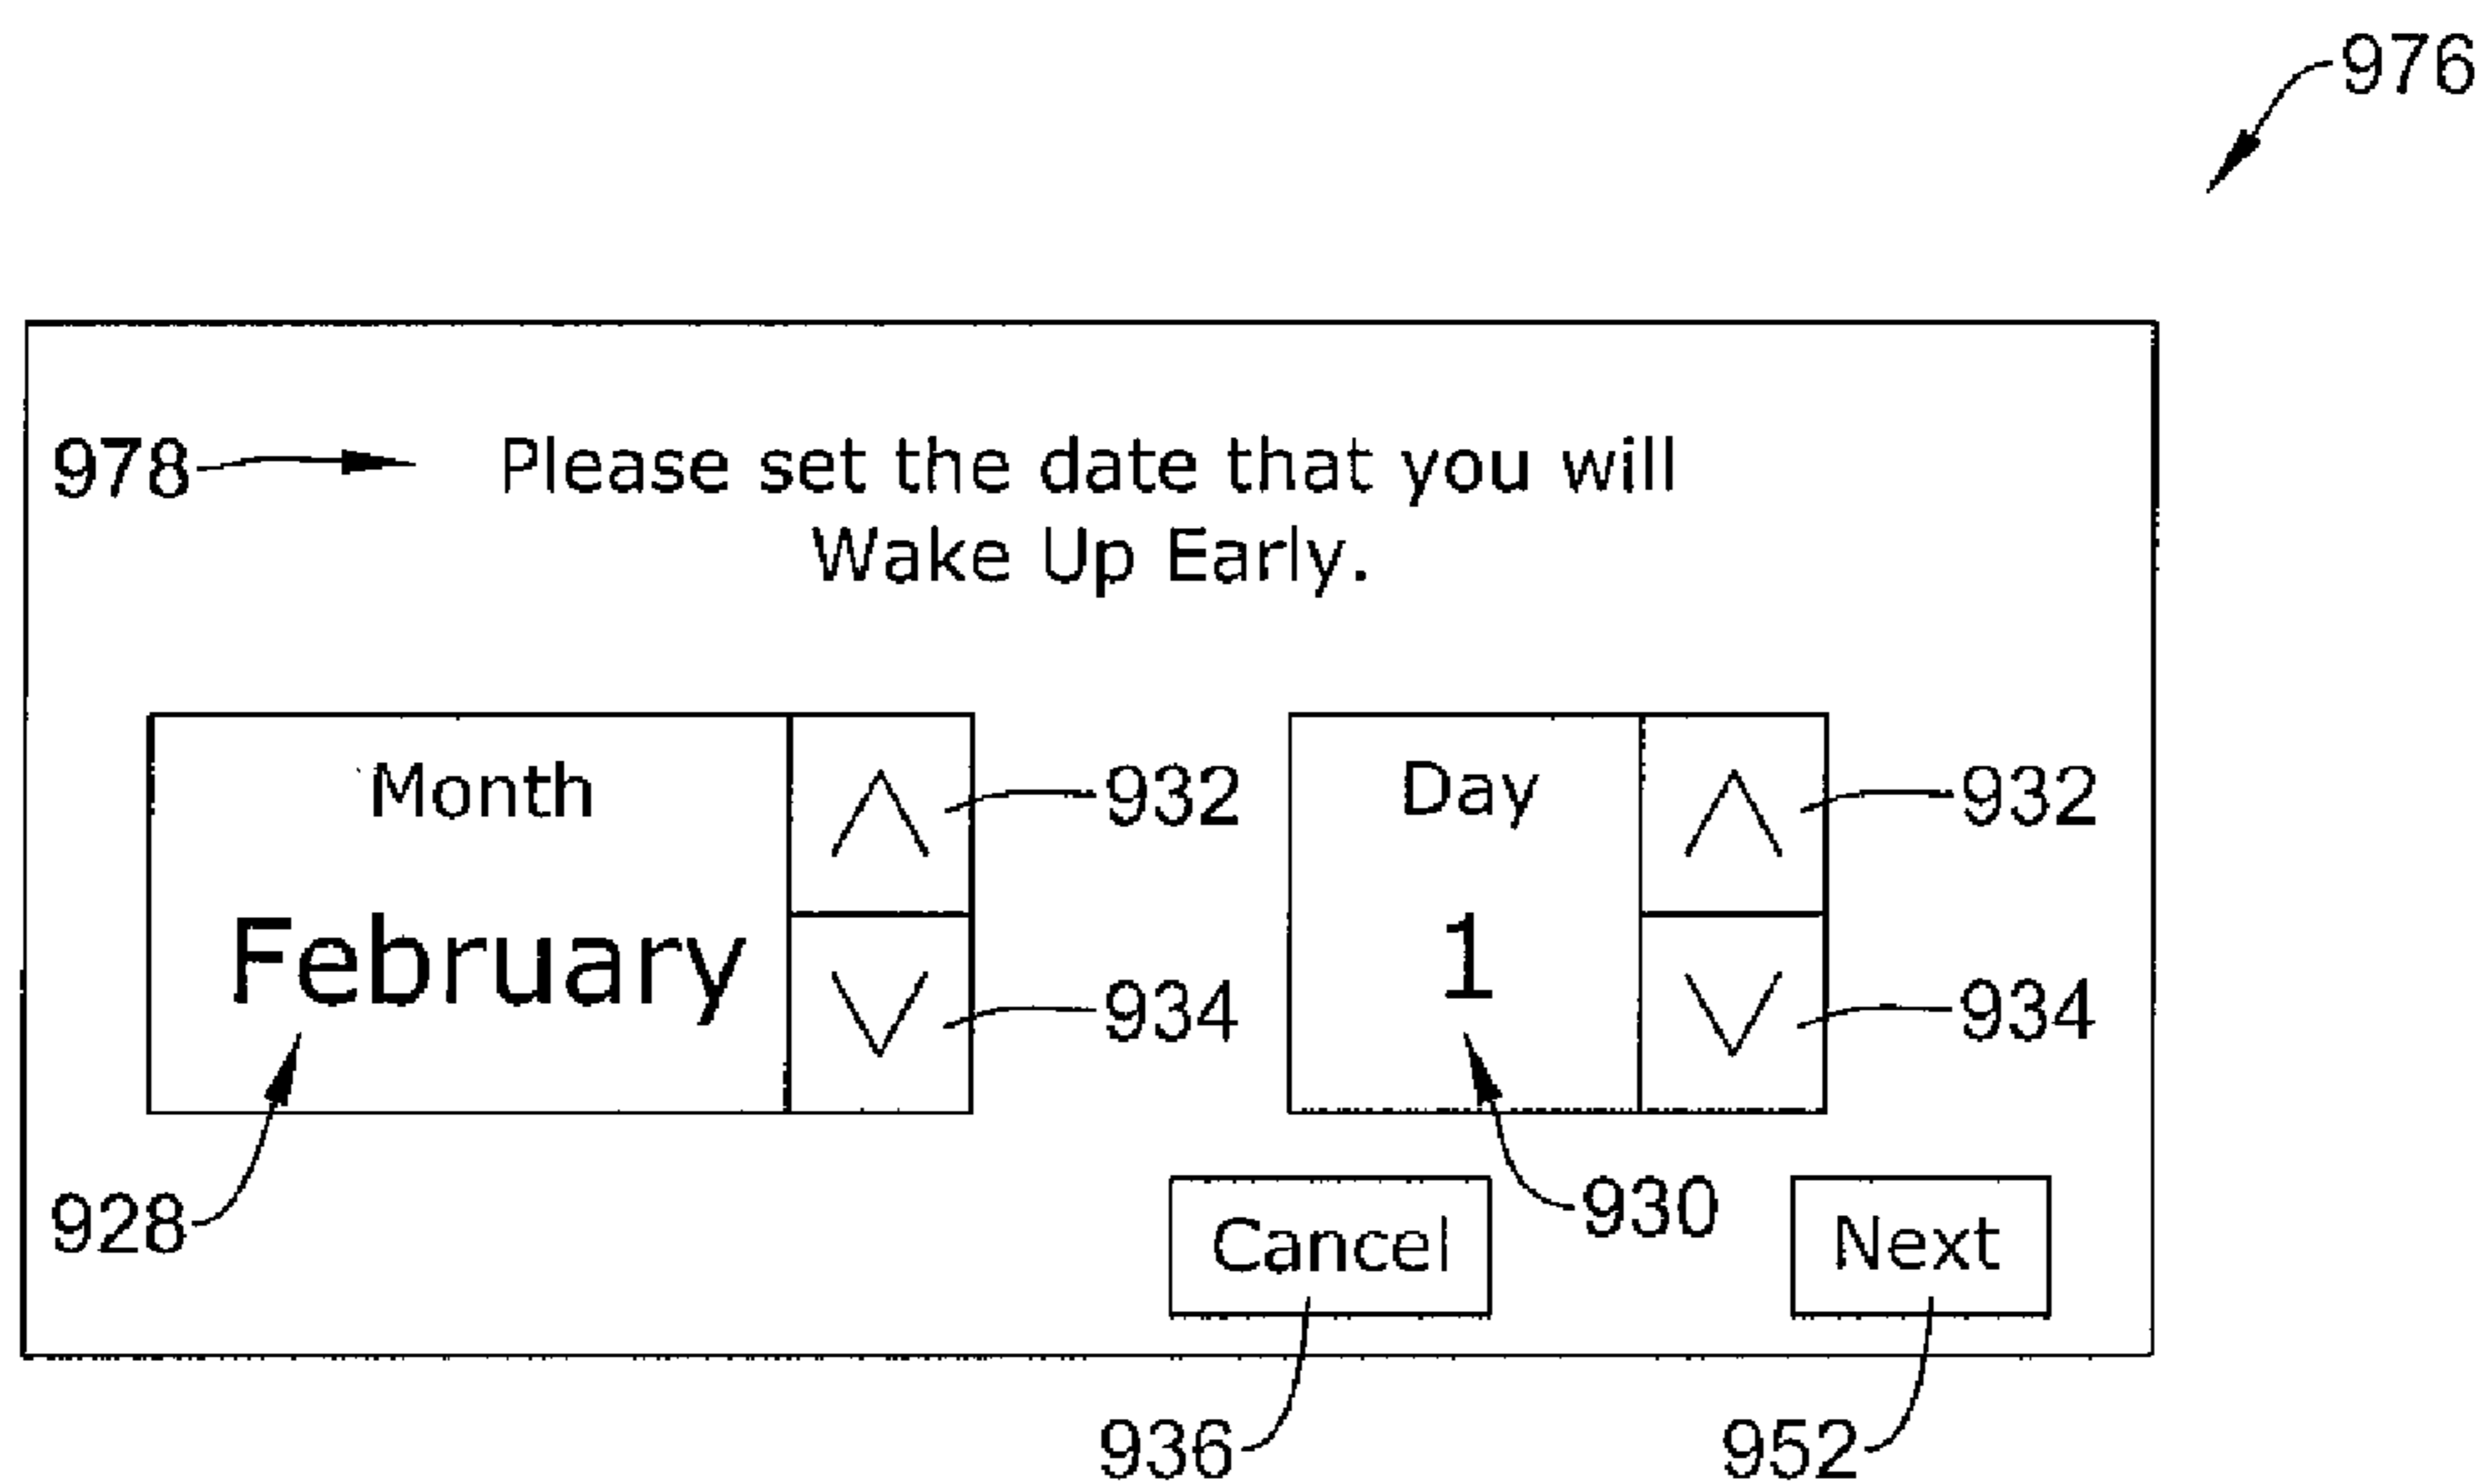 976
978 Please set the date that you will
Wake Up Early.
Month 932 Day 932
February 934 1 934
928 Cancel 930 Next
936 952